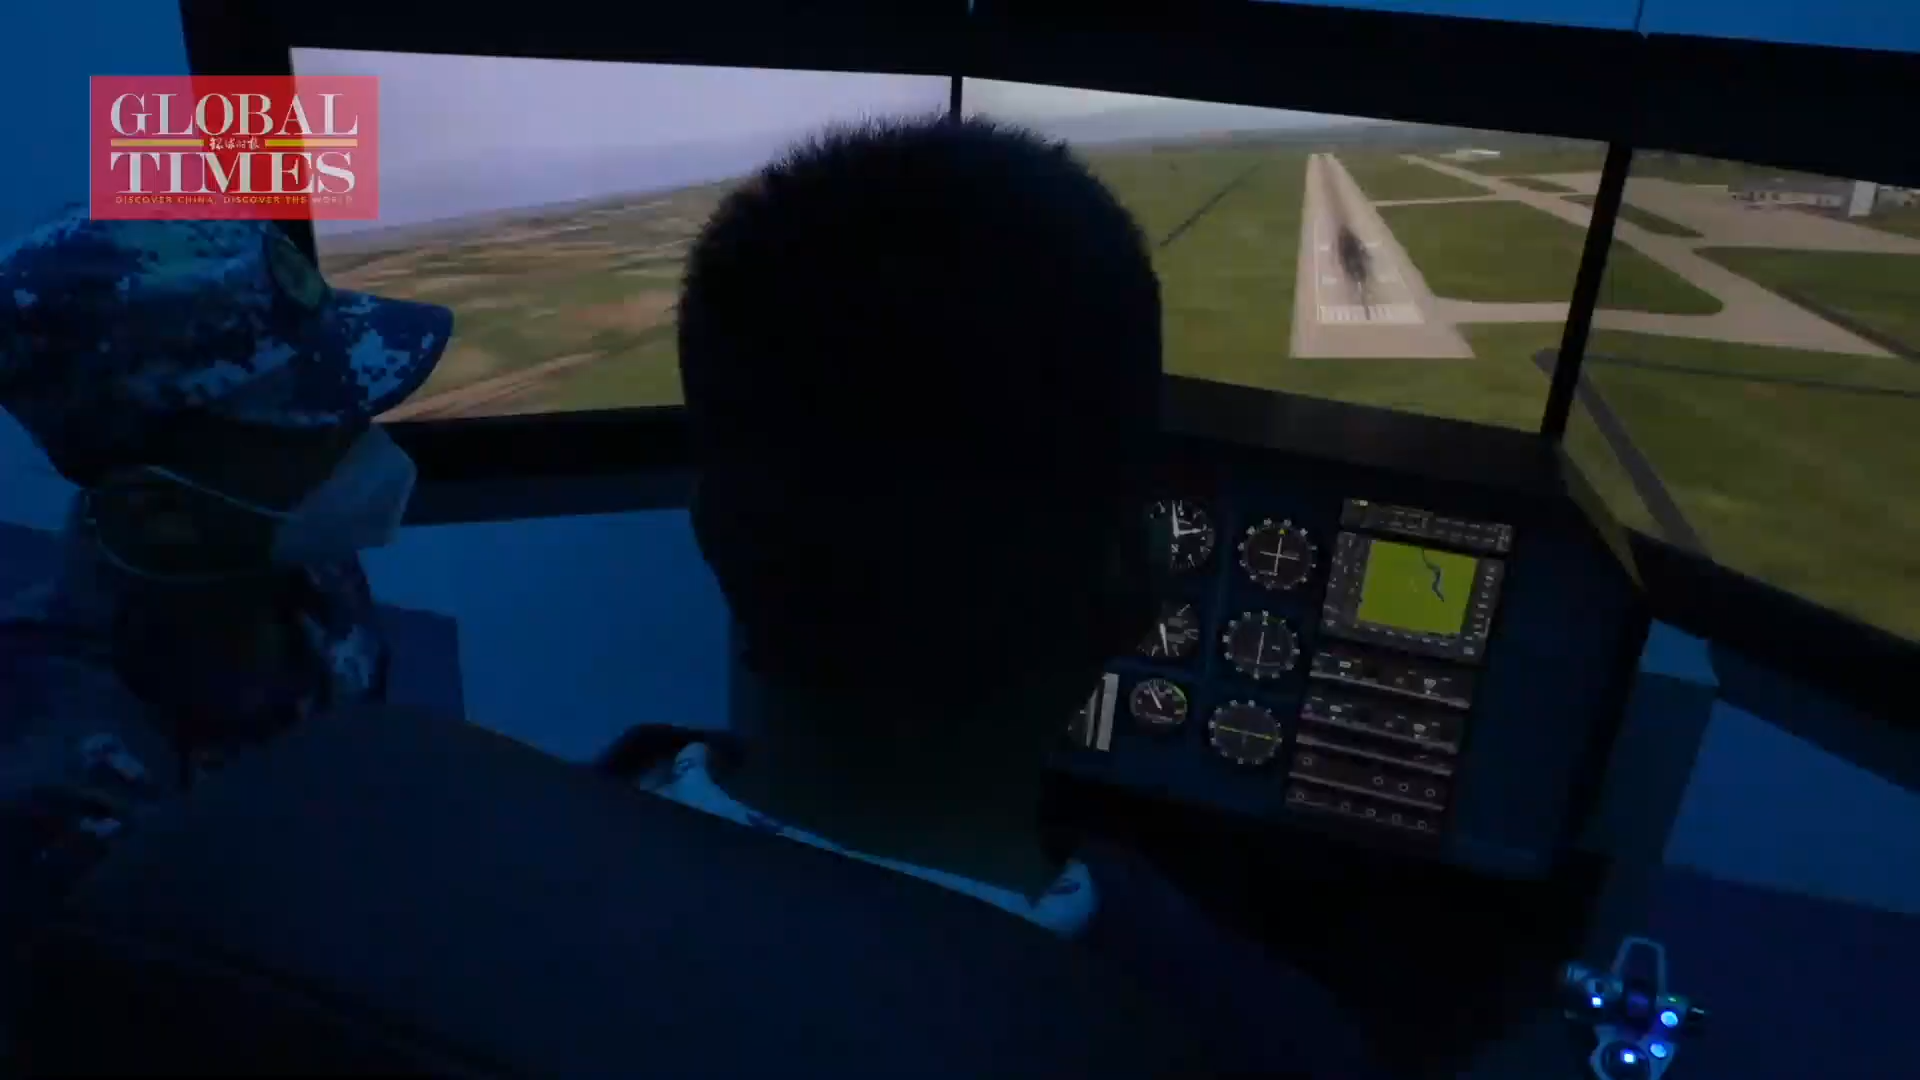 GLOBAL
环球时报
TIMES
DISCOVER CHINA, DISCOVER THE WORLD